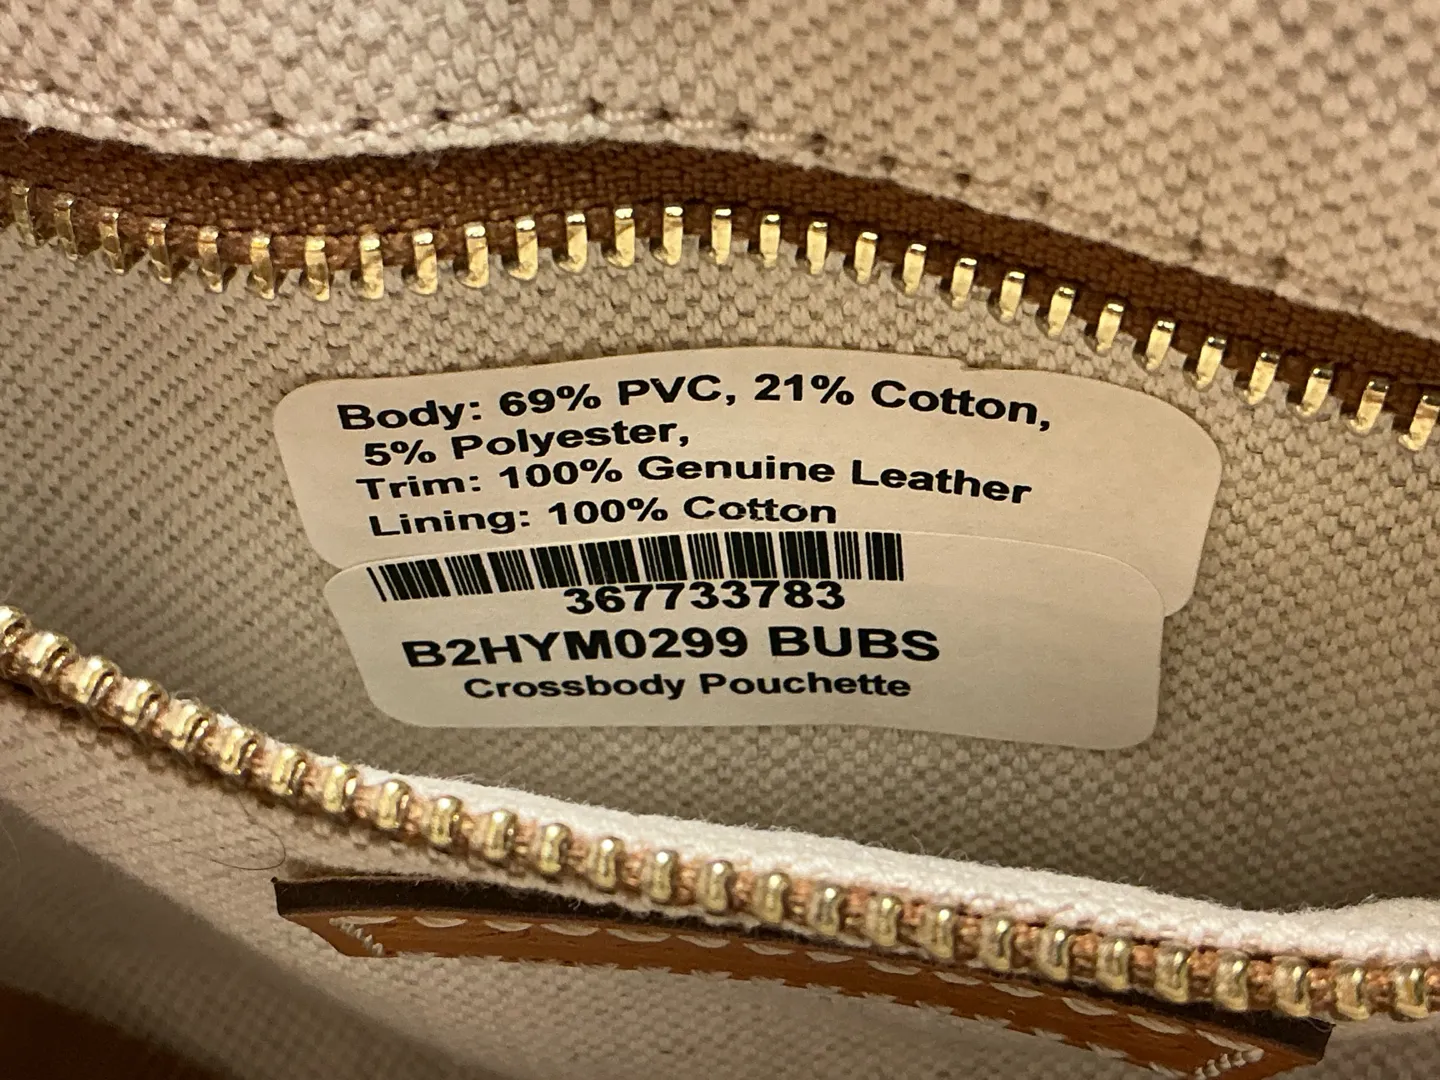 Body: 69% PVC, 21% Cotton,
5% Polyester,
Trim: 100% Genuine Leather
Lining: 100% Cotton
367733783
B2HYM0299 BUBS
Crossbody Pouchette